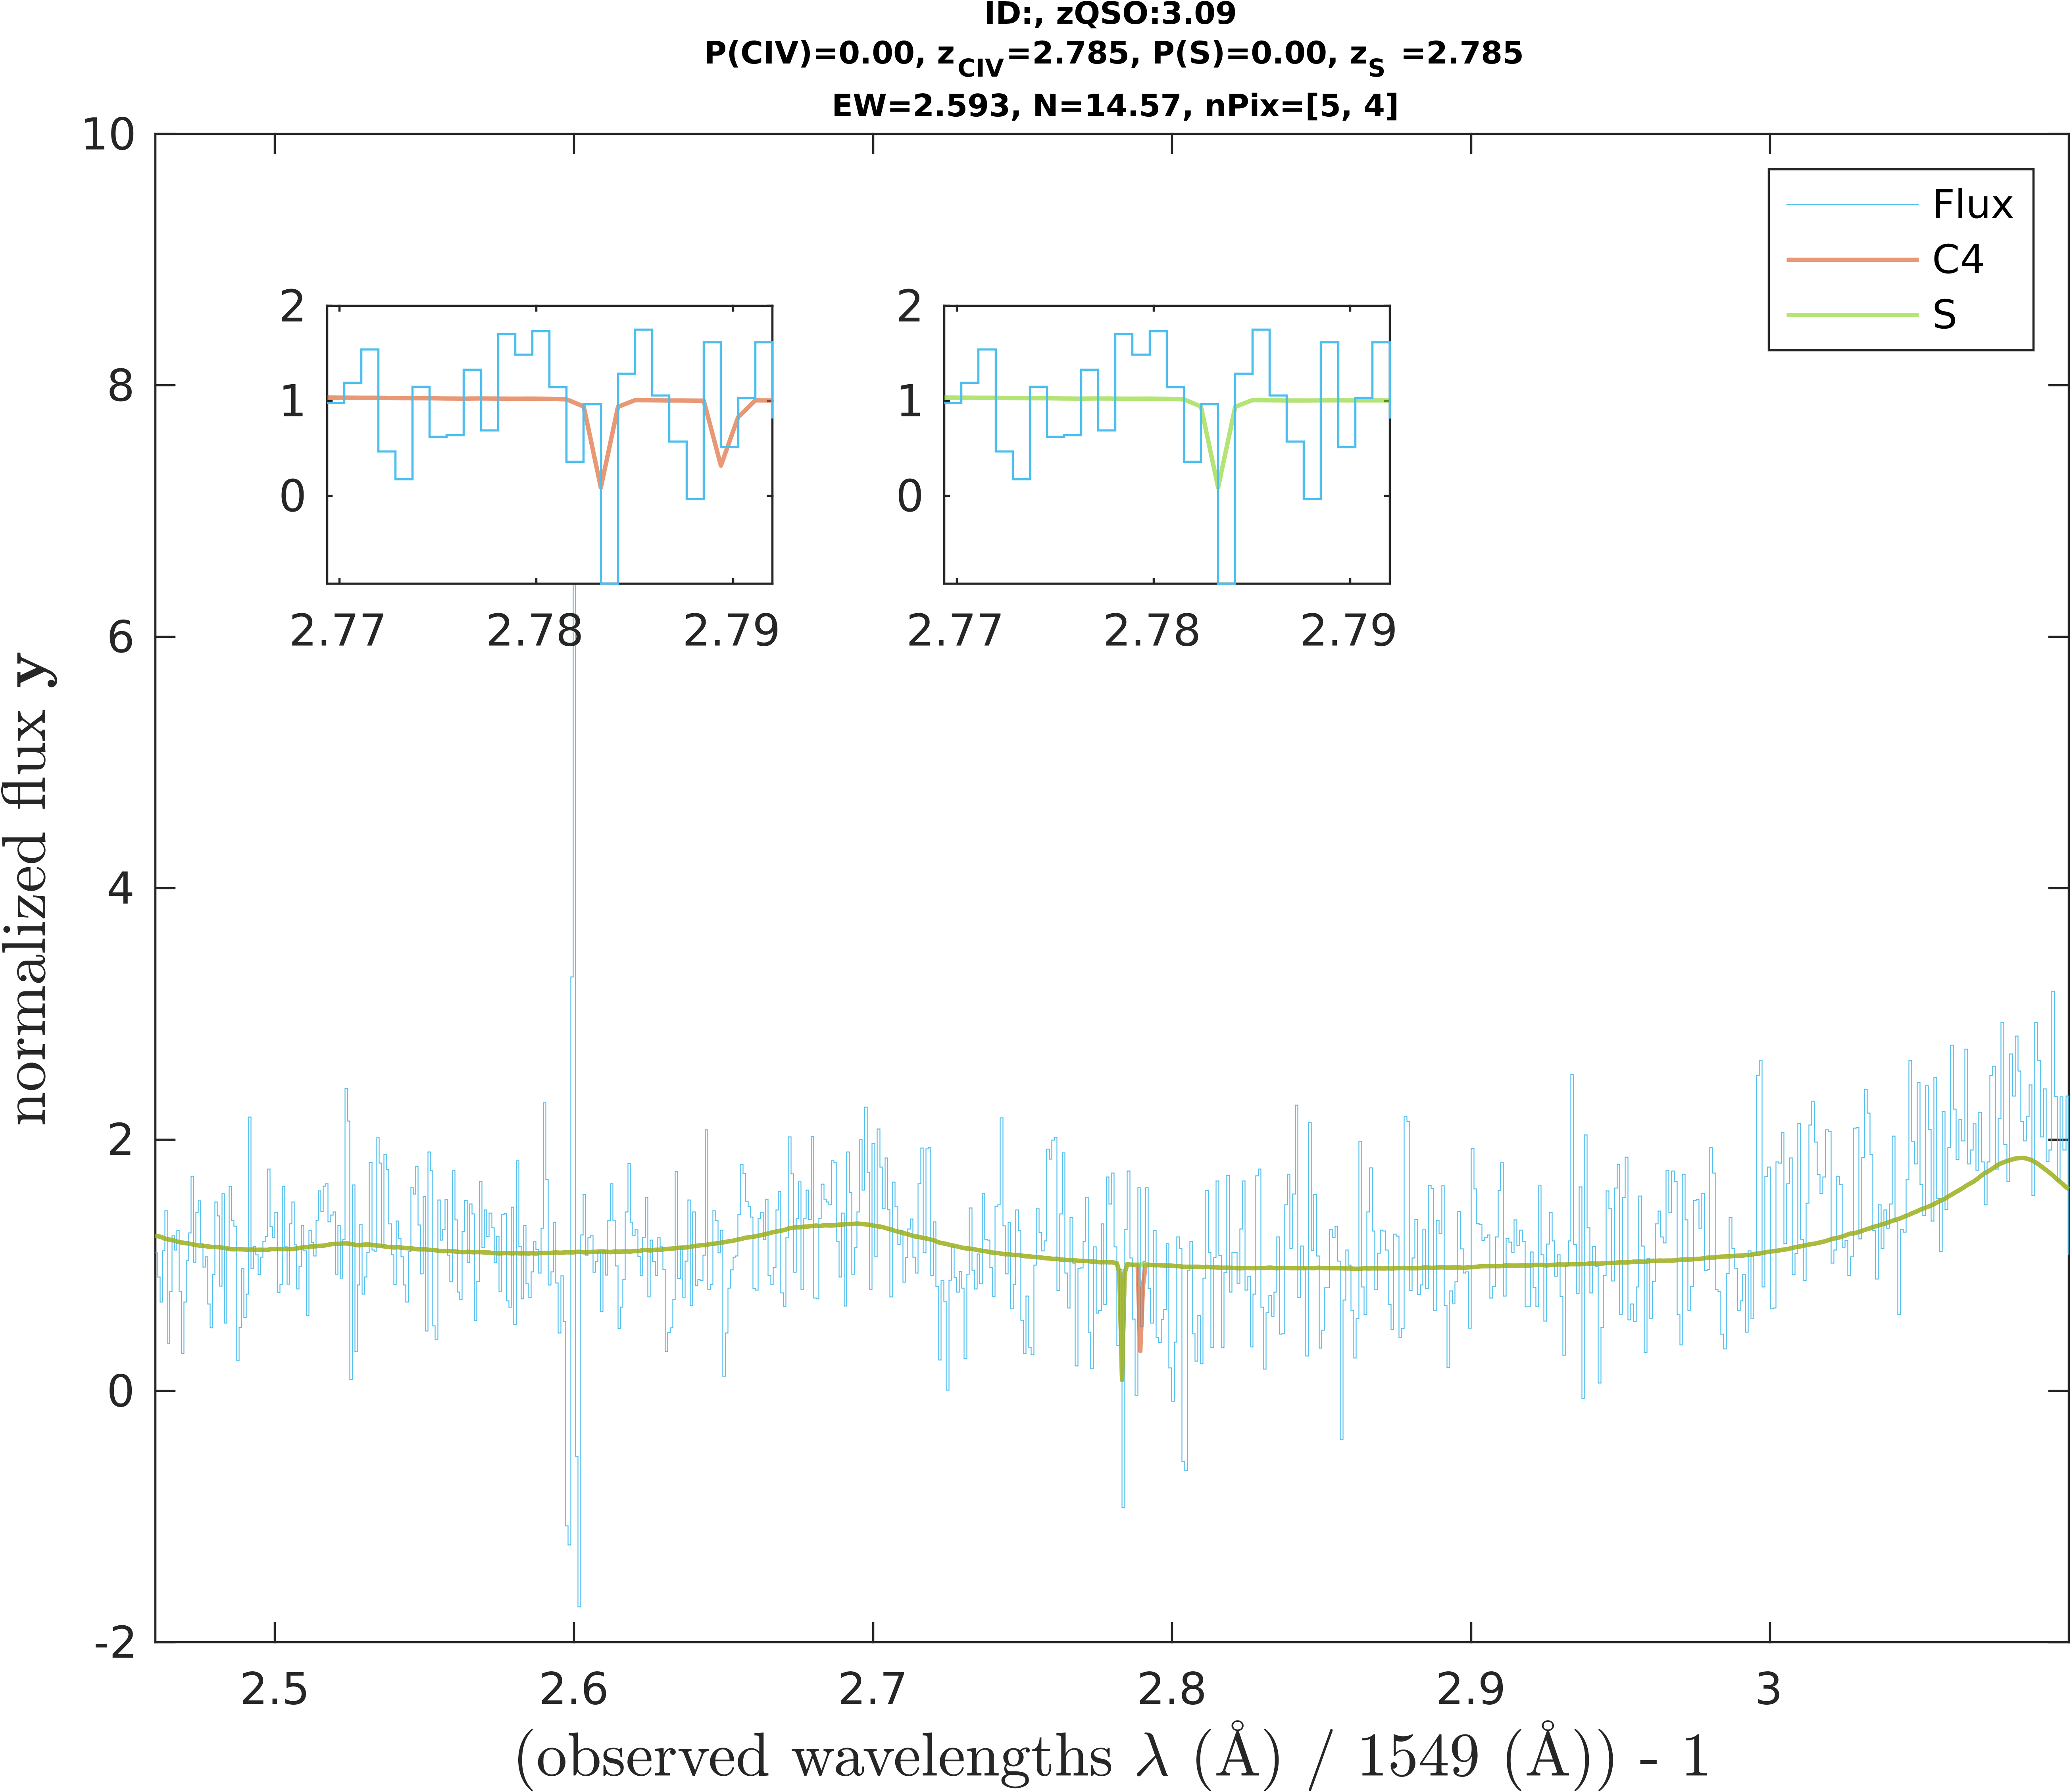 ID:, zQSO:3.09
P(CIV)=0.00, z_CIV=2.785, P(S)=0.00, z_S =2.785
EW=2.593, N=14.57, nPix=[5, 4]
10
8
6
4
2
0
-2
normalized flux y
Flux
C4
S
2
1
0
2.77 2.78 2.79
2
1
0
2.77 2.78 2.79
2.5 2.6 2.7 2.8 2.9 3
(observed wavelengths λ (Å) / 1549 (Å)) - 1